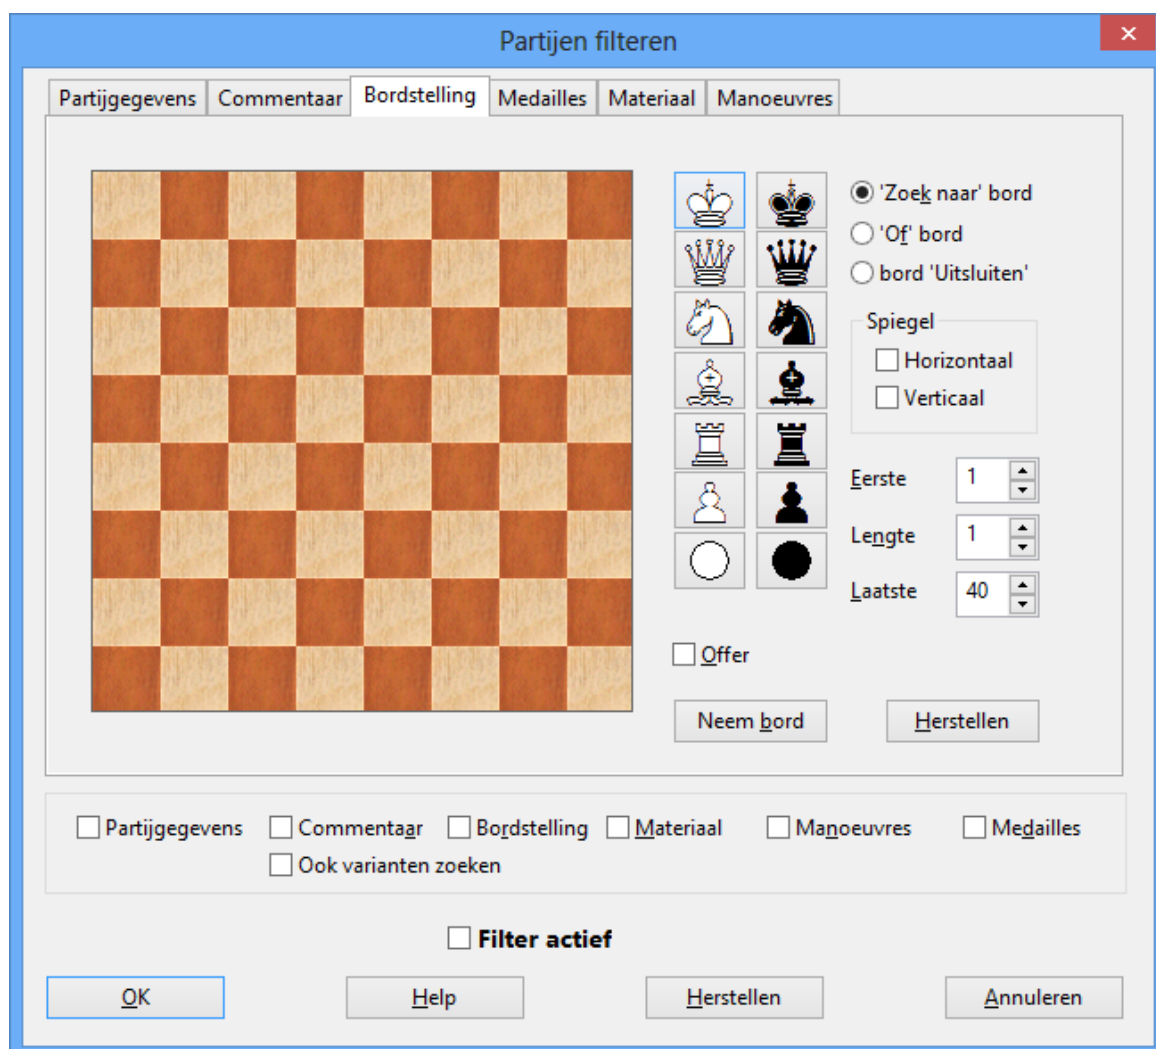 Partijen filteren
Partijgegevens Commentaar Bordstelling Medailles Materiaal Manoeuvres
'Zoek naar' bord
'Of' bord
bord 'Uitsluiten'
Spiegel
Horizontaal
Verticaal
Eerste 1
Lengte 1
Laatste 40
Offer
Neem bord Herstellen
Partijgegevens Commentaar Bordstelling Materiaal Manoeuvres Medailles
Ook varianten zoeken
Filter actief
OK Help Herstellen Annuleren